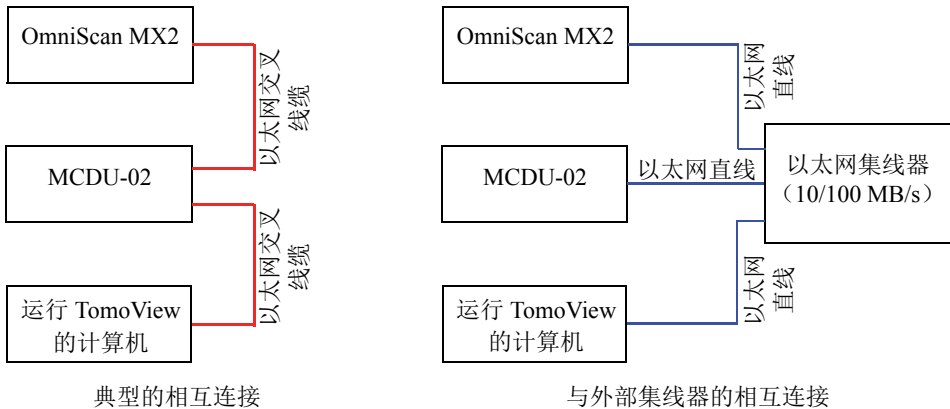 OmniScan MX2
以太网交叉
线缆
MCDU-02
以太网交叉
线缆
运行 TomoView
的计算机
典型的相互连接
OmniScan MX2
以太网
直线
MCDU-02
以太网直线
以太网集线器
（10/100 MB/s）
以太网
直线
运行 TomoView
的计算机
与外部集线器的相互连接